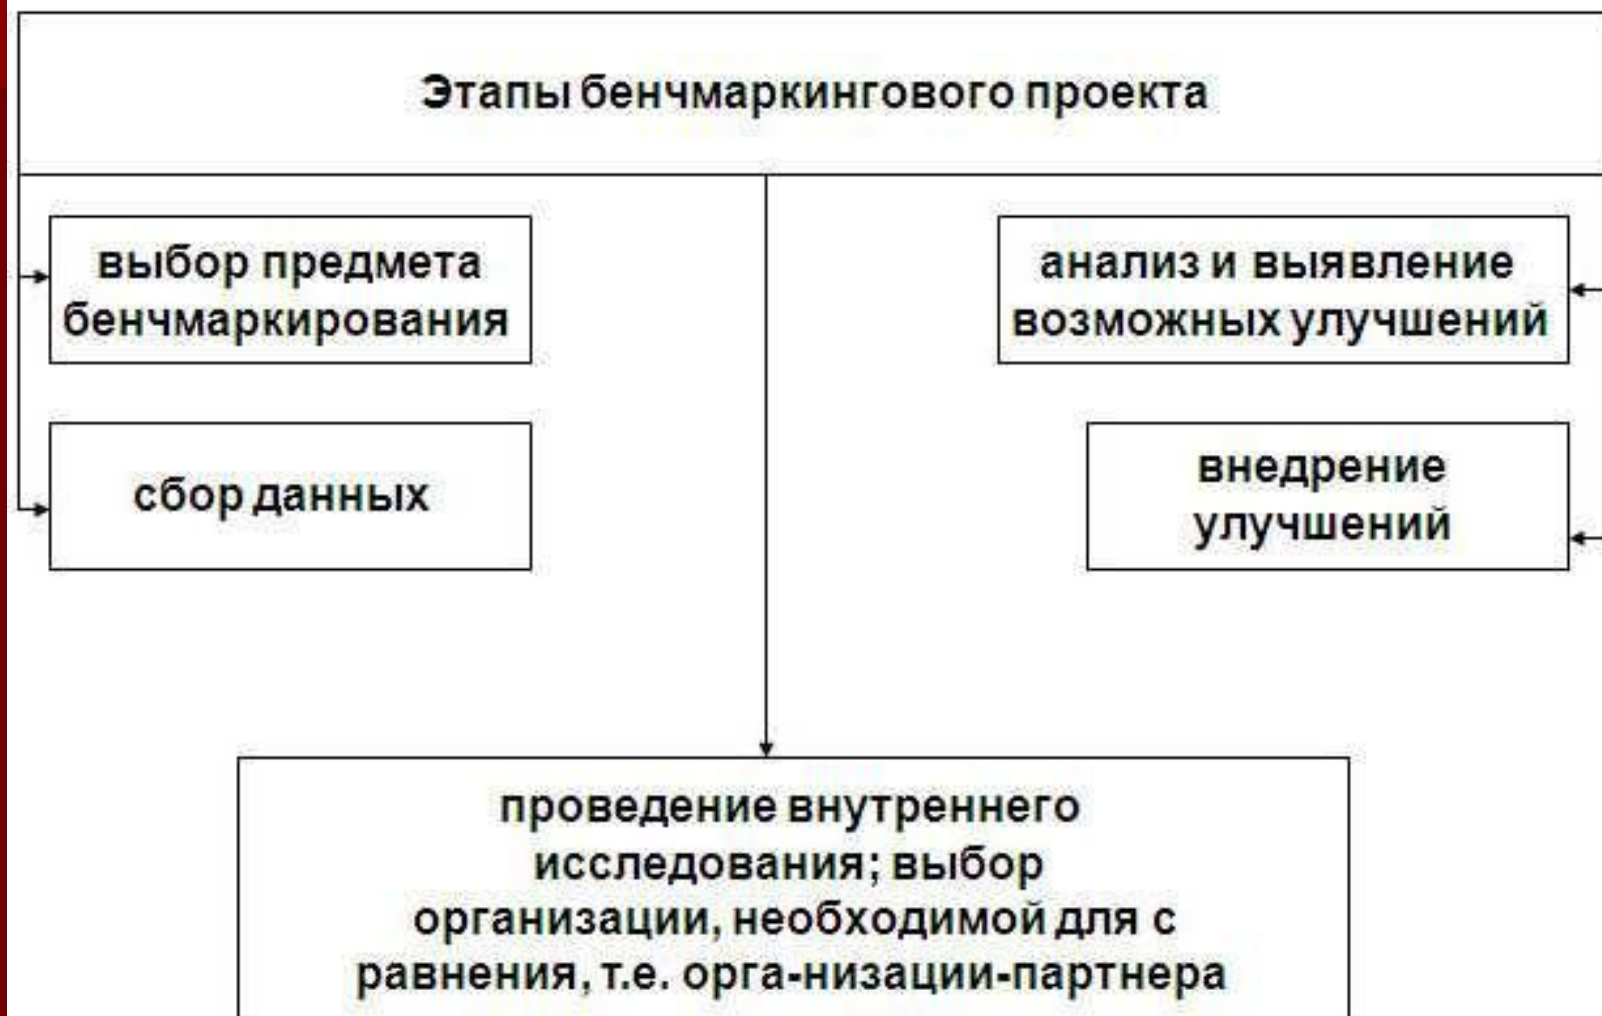 Этапы бенчмаркингового проекта
выбор предмета
бенчмаркирования
анализ и выявление
возможных улучшений
сбор данных
внедрение
улучшений
проведение внутреннего
исследования; выбор
организации, необходимой для с
равнения, т.е. орга-низации-партнера